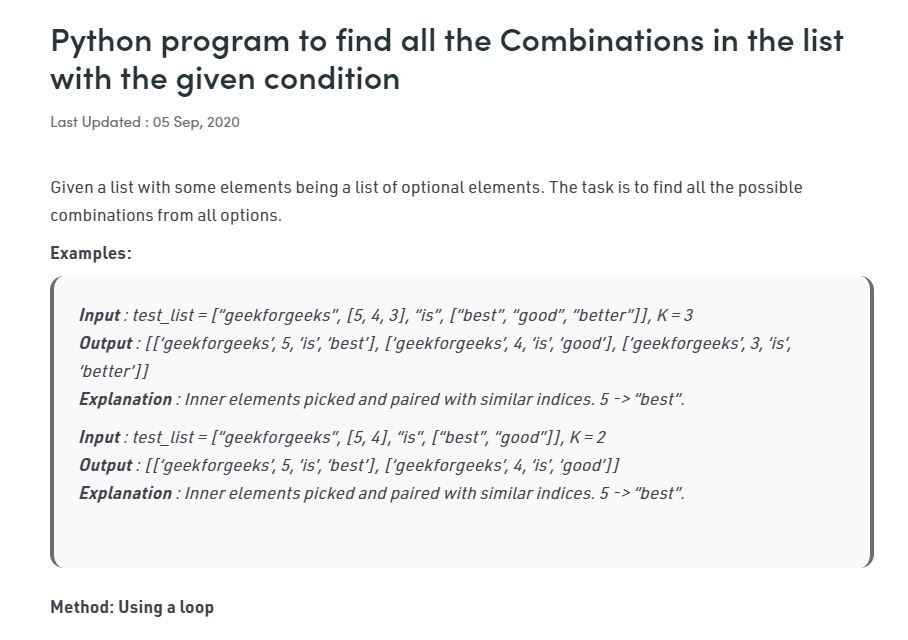 Python program to find all the Combinations in the list
with the given condition
Last Updated : 05 Sep, 2020
Given a list with some elements being a list of optional elements. The task is to find all the possible
combinations from all options.
Examples:
Input : test_list = [“geekforgeeks”, [5, 4, 3], “is”, [“best”, “good”, “better”]], K = 3
Output : [[‘geekforgeeks’, 5, ‘is’, ‘best’], [‘geekforgeeks’, 4, ‘is’, ‘good’], [‘geekforgeeks’, 3, ‘is’,
‘better’]]
Explanation : Inner elements picked and paired with similar indices. 5 -> “best”.
Input : test_list = [“geekforgeeks”, [5, 4], “is”, [“best”, “good”]], K = 2
Output : [[‘geekforgeeks’, 5, ‘is’, ‘best’], [‘geekforgeeks’, 4, ‘is’, ‘good’]]
Explanation : Inner elements picked and paired with similar indices. 5 -> “best”.
Method: Using a loop